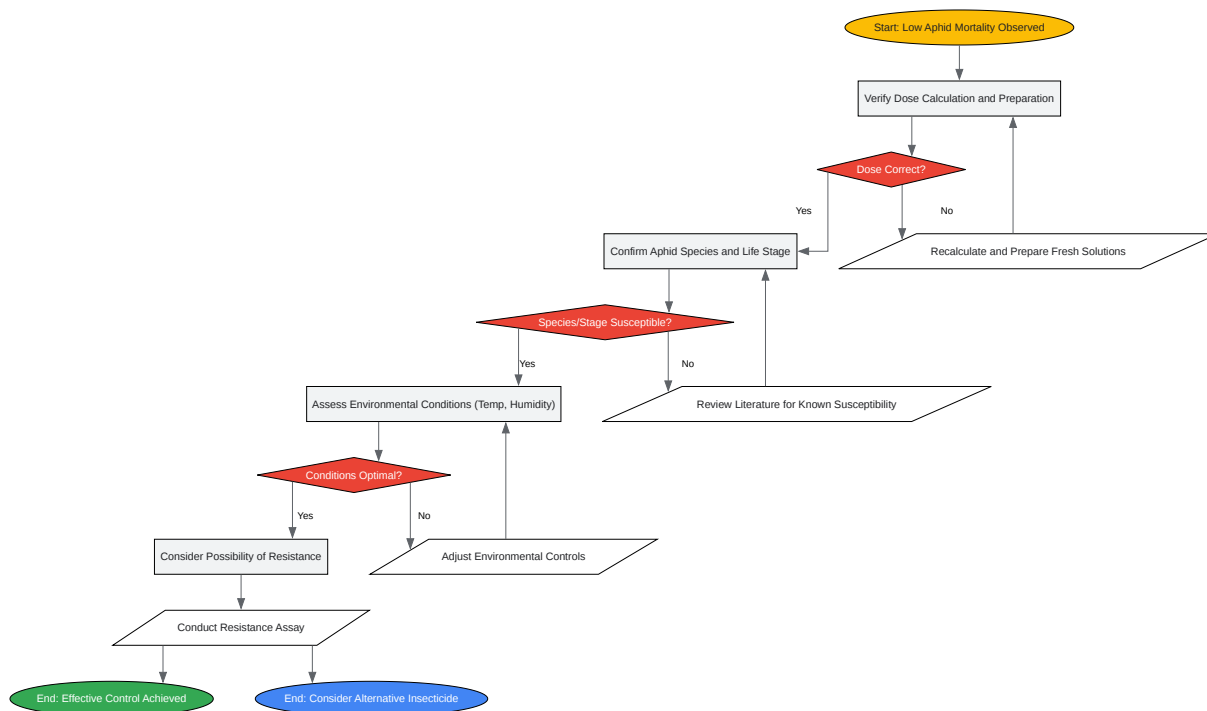 Start: Low Aphid Mortality Observed
Verify Dose Calculation and Preparation
Dose Correct?
Yes
No
Confirm Aphid Species and Life Stage
Recalculate and Prepare Fresh Solutions
Species/Stage Susceptible?
Yes
No
Assess Environmental Conditions (Temp, Humidity)
Review Literature for Known Susceptibility
Conditions Optimal?
Yes
No
Consider Possibility of Resistance
Adjust Environmental Controls
Conduct Resistance Assay
End: Effective Control Achieved
End: Consider Alternative Insecticide